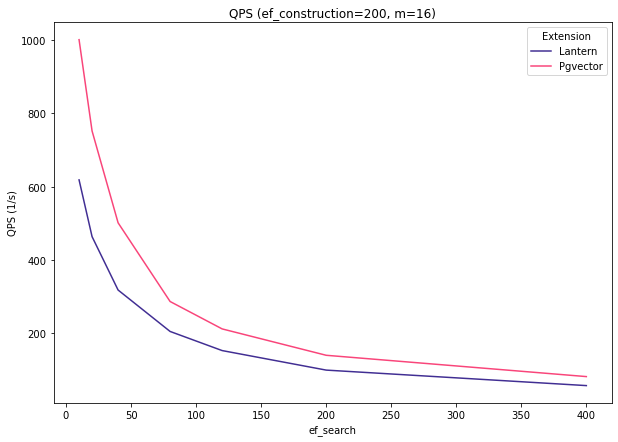 QPS (ef_construction=200, m=16)
Extension
Lantern
Pgvector
QPS (1/s)
1000
800
600
400
200
0
50
100
150
200
250
300
350
400
ef_search